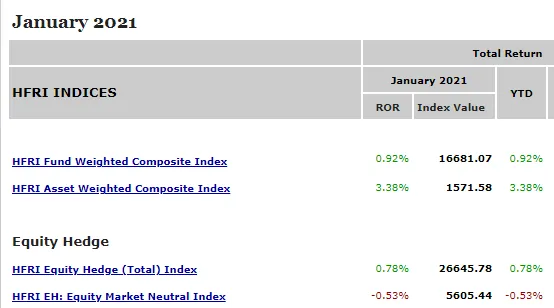 January 2021
Total Return
HFRI INDICES
January 2021
YTD
ROR
Index Value
HFRI Fund Weighted Composite Index 0.92% 16681.07 0.92%
HFRI Asset Weighted Composite Index 3.38% 1571.58 3.38%
Equity Hedge
HFRI Equity Hedge (Total) Index 0.78% 26645.78 0.78%
HFRI EH: Equity Market Neutral Index -0.53% 5605.44 -0.53%